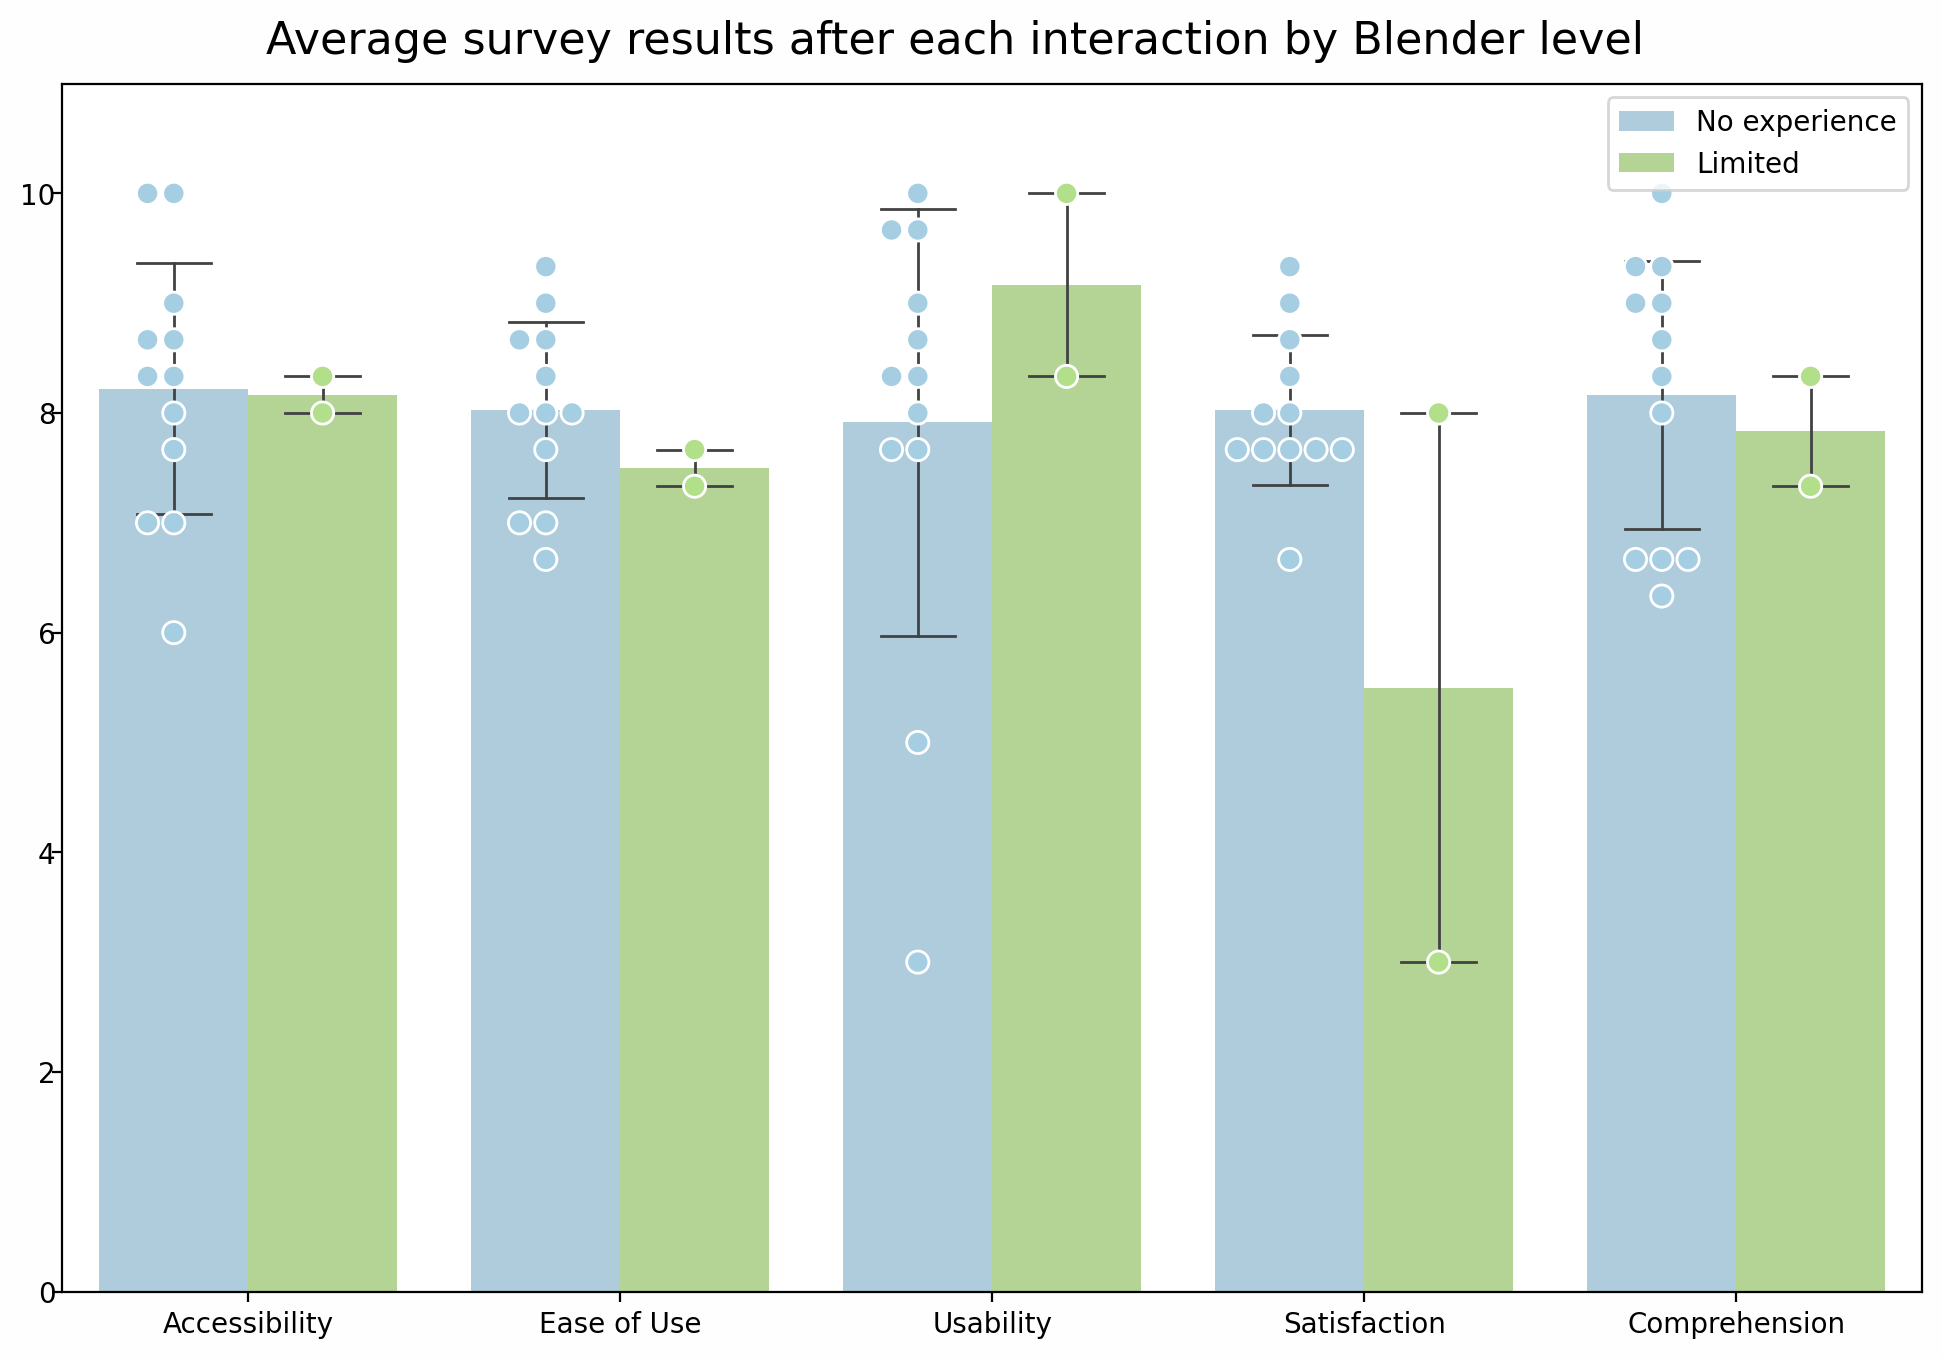 Average survey results after each interaction by Blender level
No experience
Limited
10
8
6
4
2
0
Accessibility
Ease of Use
Usability
Satisfaction
Comprehension